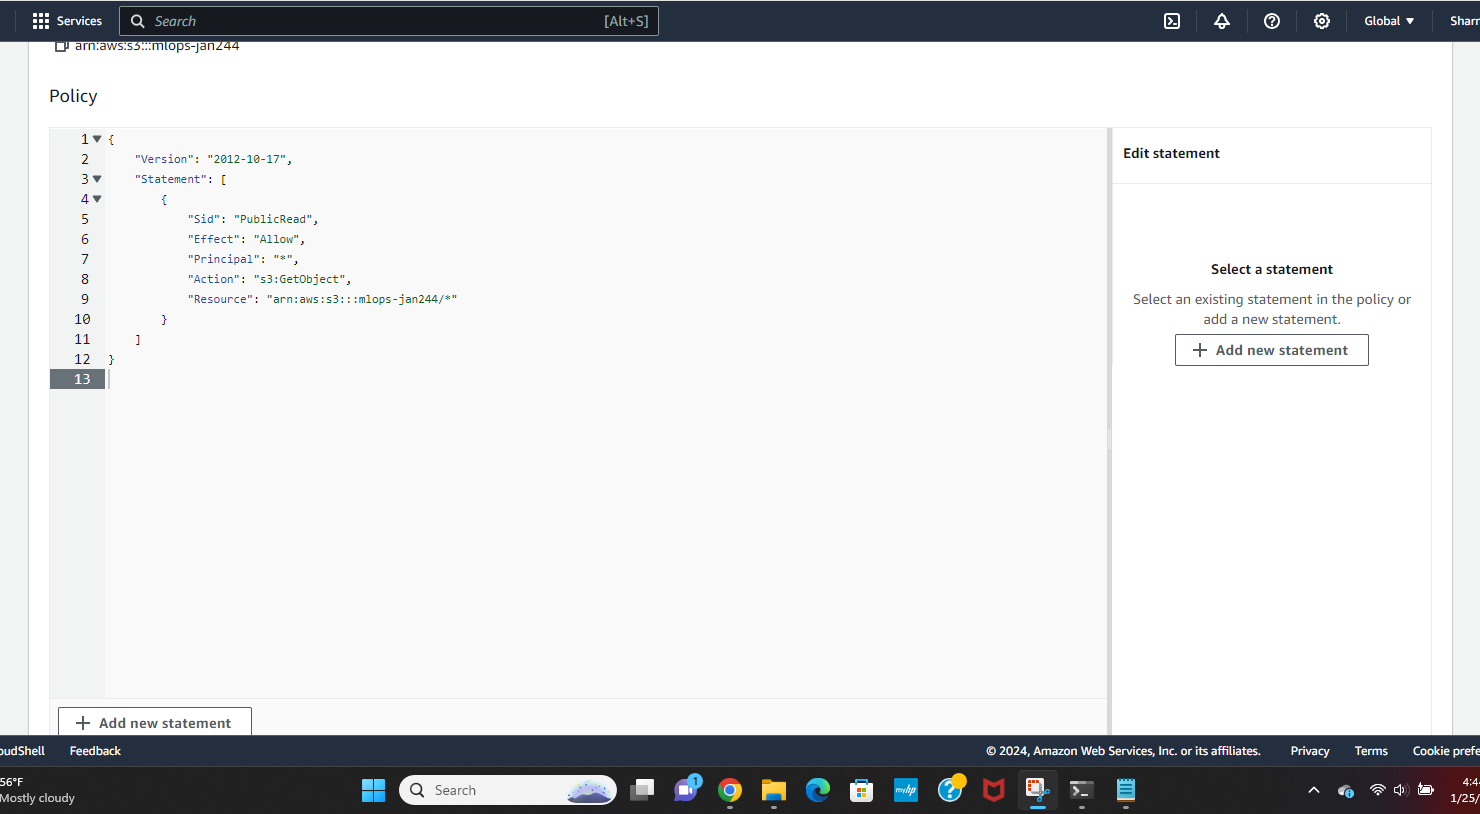 Services
Search [Alt+S]
Global
arn:aws:s3:::mlops-jan244
Policy
1 {
2 "Version": "2012-10-17",
3 "Statement": [
4 {
5 "Sid": "PublicRead",
6 "Effect": "Allow",
7 "Principal": "*",
8 "Action": "s3:GetObject",
9 "Resource": "arn:aws:s3:::mlops-jan244/*"
10 }
11 ]
12 }
13
Edit statement
Select a statement
Select an existing statement in the policy or
add a new statement.
+ Add new statement
+ Add new statement
oudShell Feedback
© 2024, Amazon Web Services, Inc. or its affiliates. Privacy Terms Cookie prefe
56°F
Mostly cloudy
Search
1
myhp
4:4
1/25/